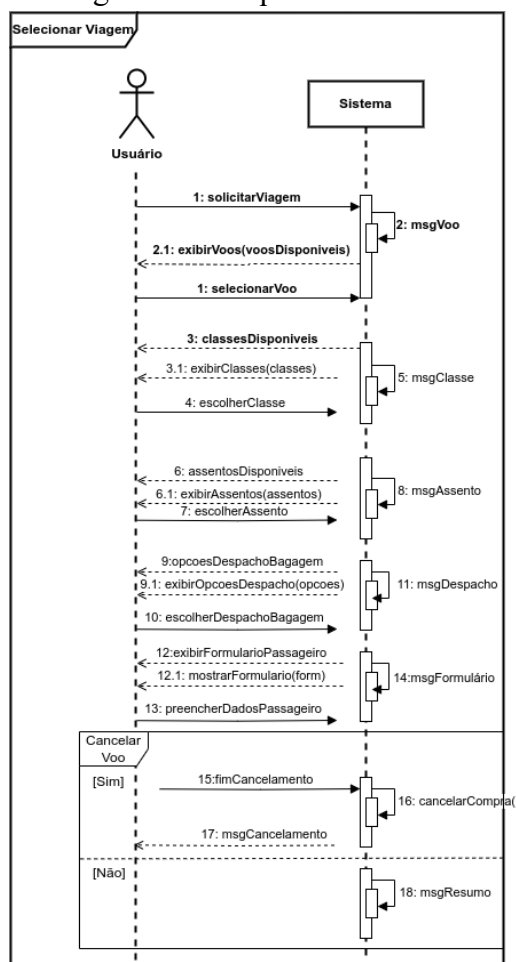 Selecionar Viagem
Sistema
Usuário
1: solicitarViagem
2: msgVoo
2.1: exibirVoos(voosDisponiveis)
1: selecionarVoo
3: classesDisponiveis
3.1: exibirClasses(classes)
5: msgClasse
4: escolherClasse
6: assentosDisponiveis
6.1: exibirAssentos(assentos)
8: msgAssento
7: escolherAssento
9:opcoesDespachoBagagem
9.1: exibirOpcoesDespacho(opcoes)
11: msgDespacho
10: escolherDespachoBagagem
12:exibirFormularioPassageiro
12.1: mostrarFormulario(form)
14:msgFormulário
13: preencherDadosPassageiro
Cancelar
Voo
[Sim]
15:fimCancelamento
16: cancelarCompra(
17: msgCancelamento
[Não]
18: msgResumo